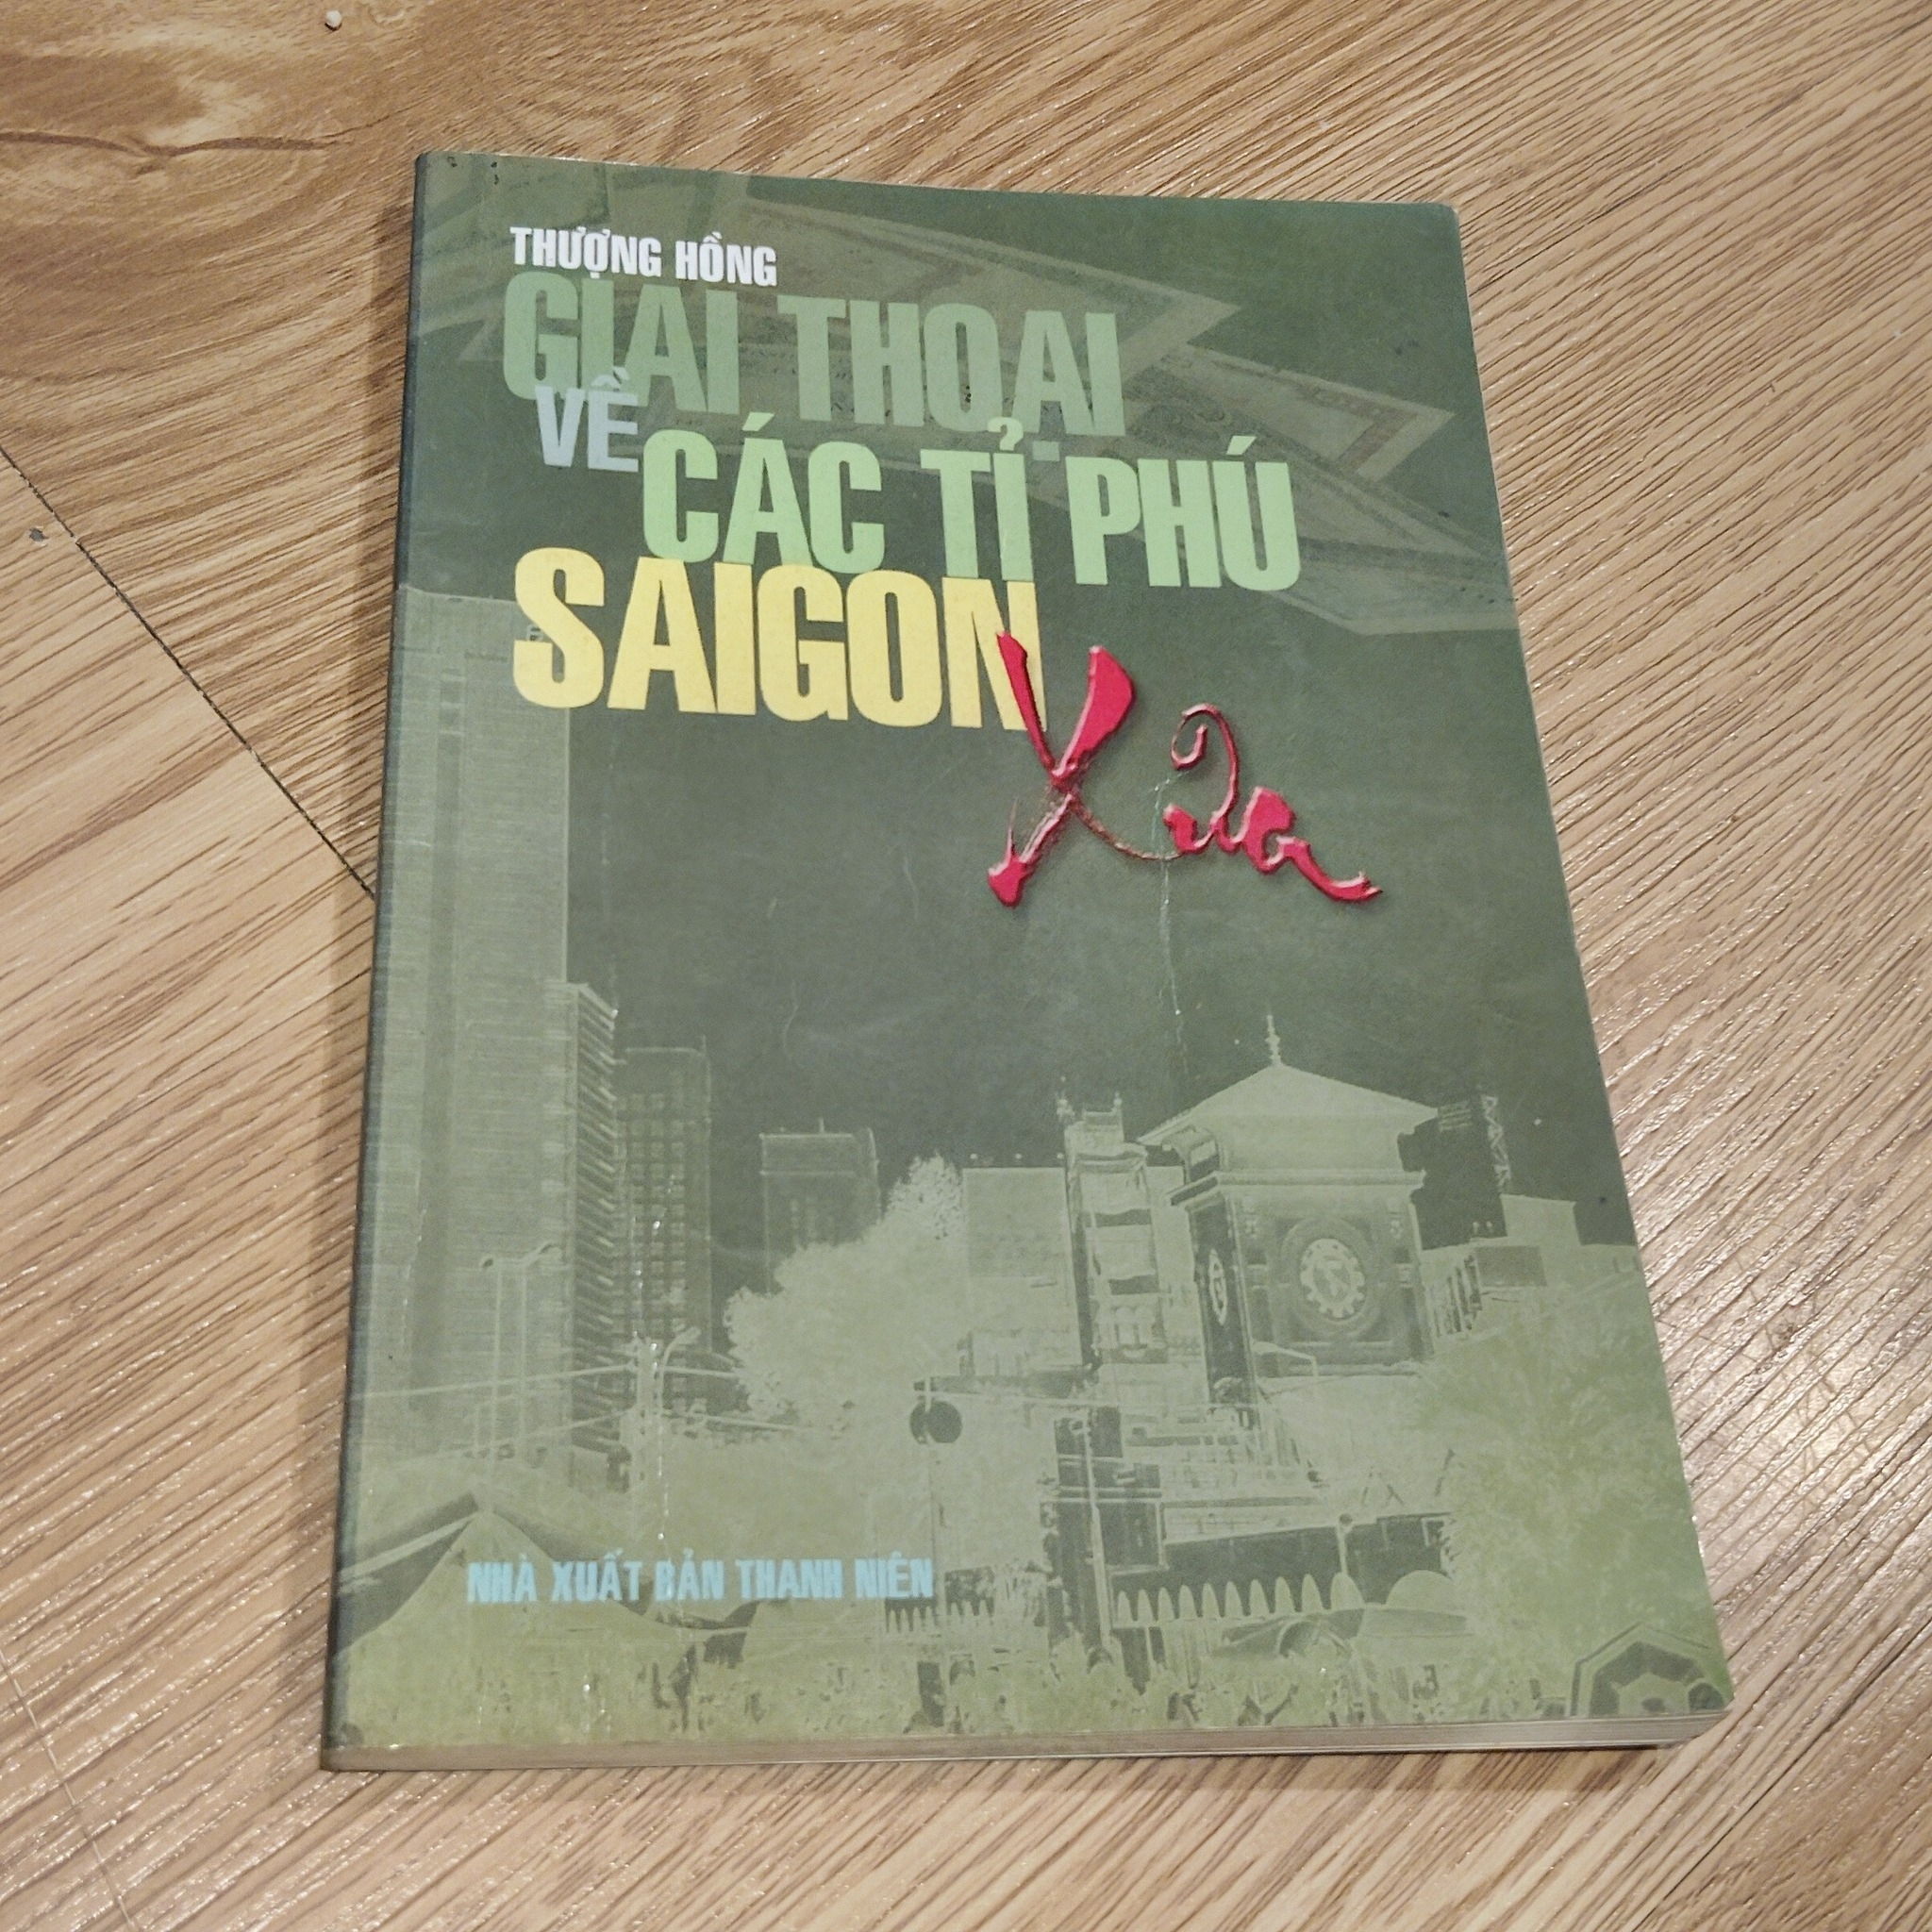 THƯỢNG HỒNG
GIAI THOẠI
VỀ CÁC TỈ PHÚ
SAIGON
Xưa
NHÀ XUẤT BẢN THANH NIÊN